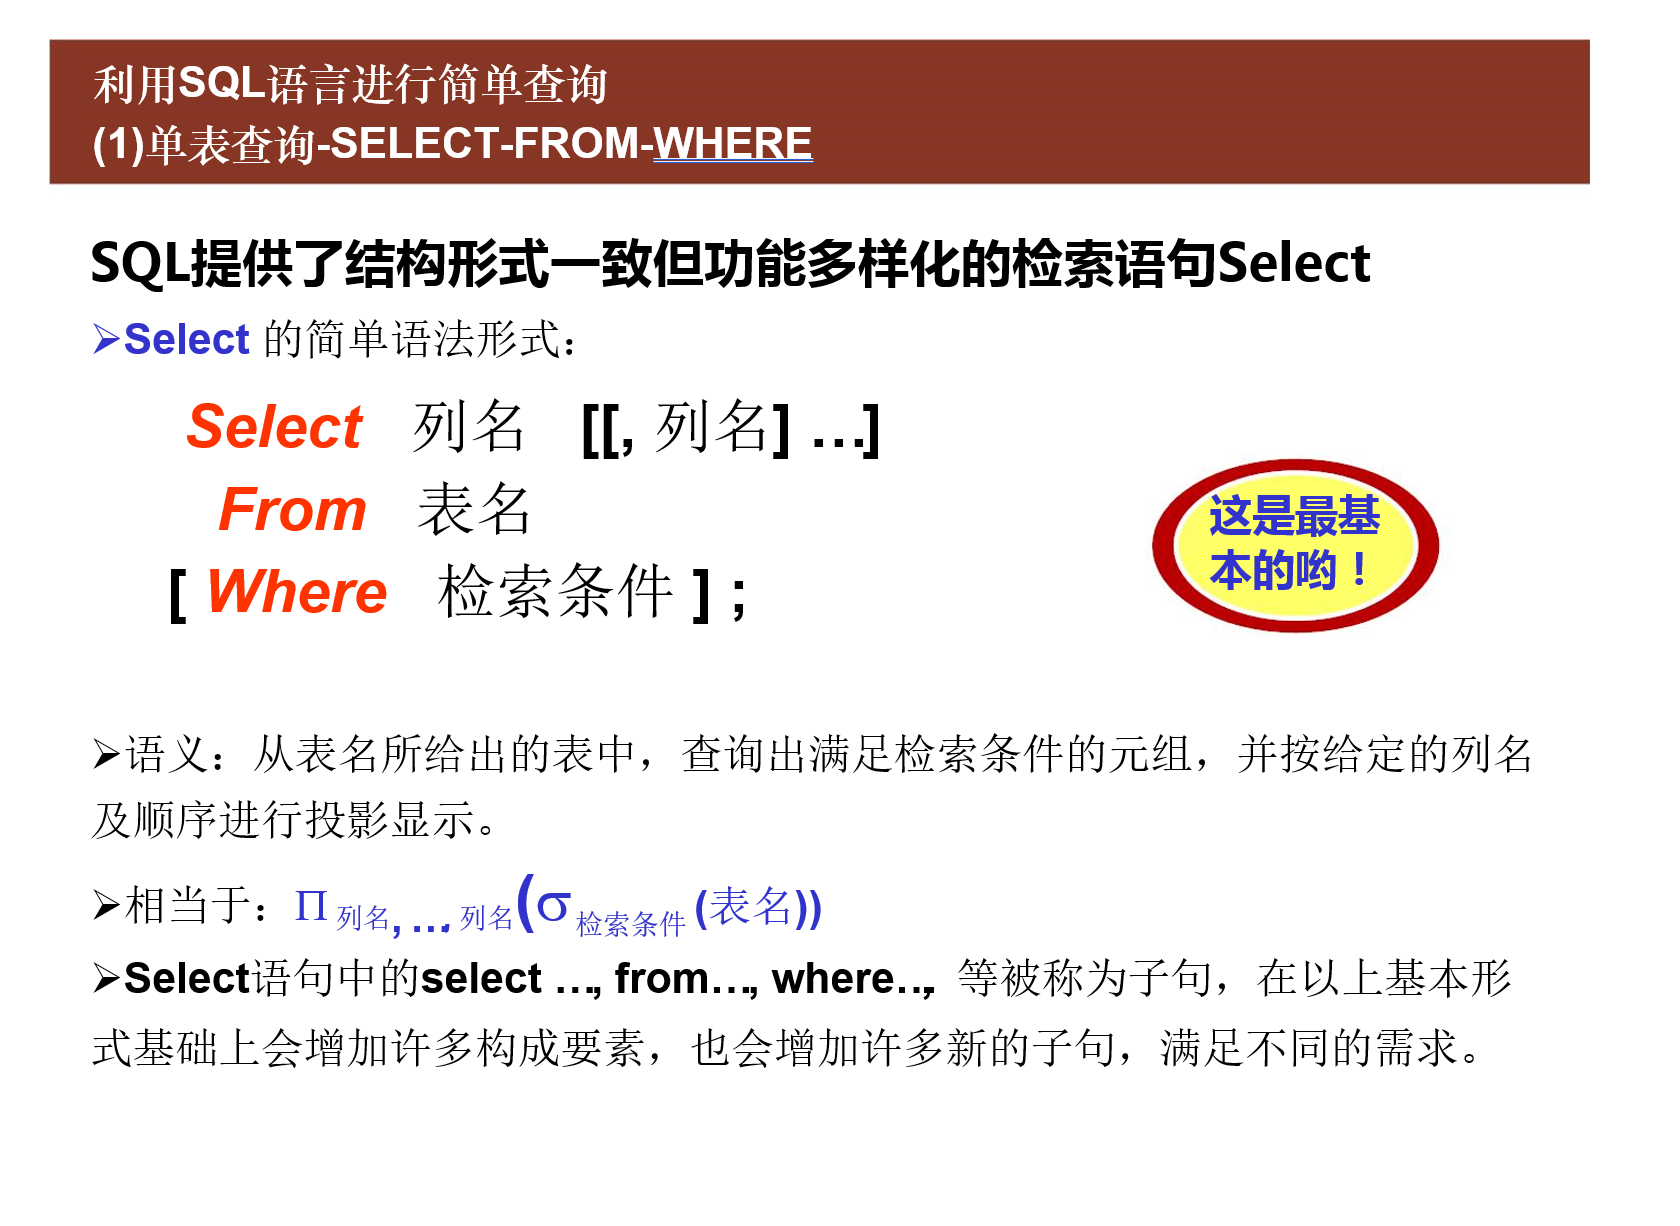 利用SQL语言进行简单查询
(1)单表查询-SELECT-FROM-WHERE
SQL提供了结构形式一致但功能多样化的检索语句Select
➢Select 的简单语法形式：
Select 列名 [[, 列名] …]
From 表名
[ Where 检索条件 ] ;
这是最基
本的哟！
➢语义：从表名所给出的表中，查询出满足检索条件的元组，并按给定的列名
及顺序进行投影显示。
➢相当于：Π 列名, …, 列名(σ 检索条件 (表名))
➢Select语句中的select …, from…, where…, 等被称为子句，在以上基本形
式基础上会增加许多构成要素，也会增加许多新的子句，满足不同的需求。